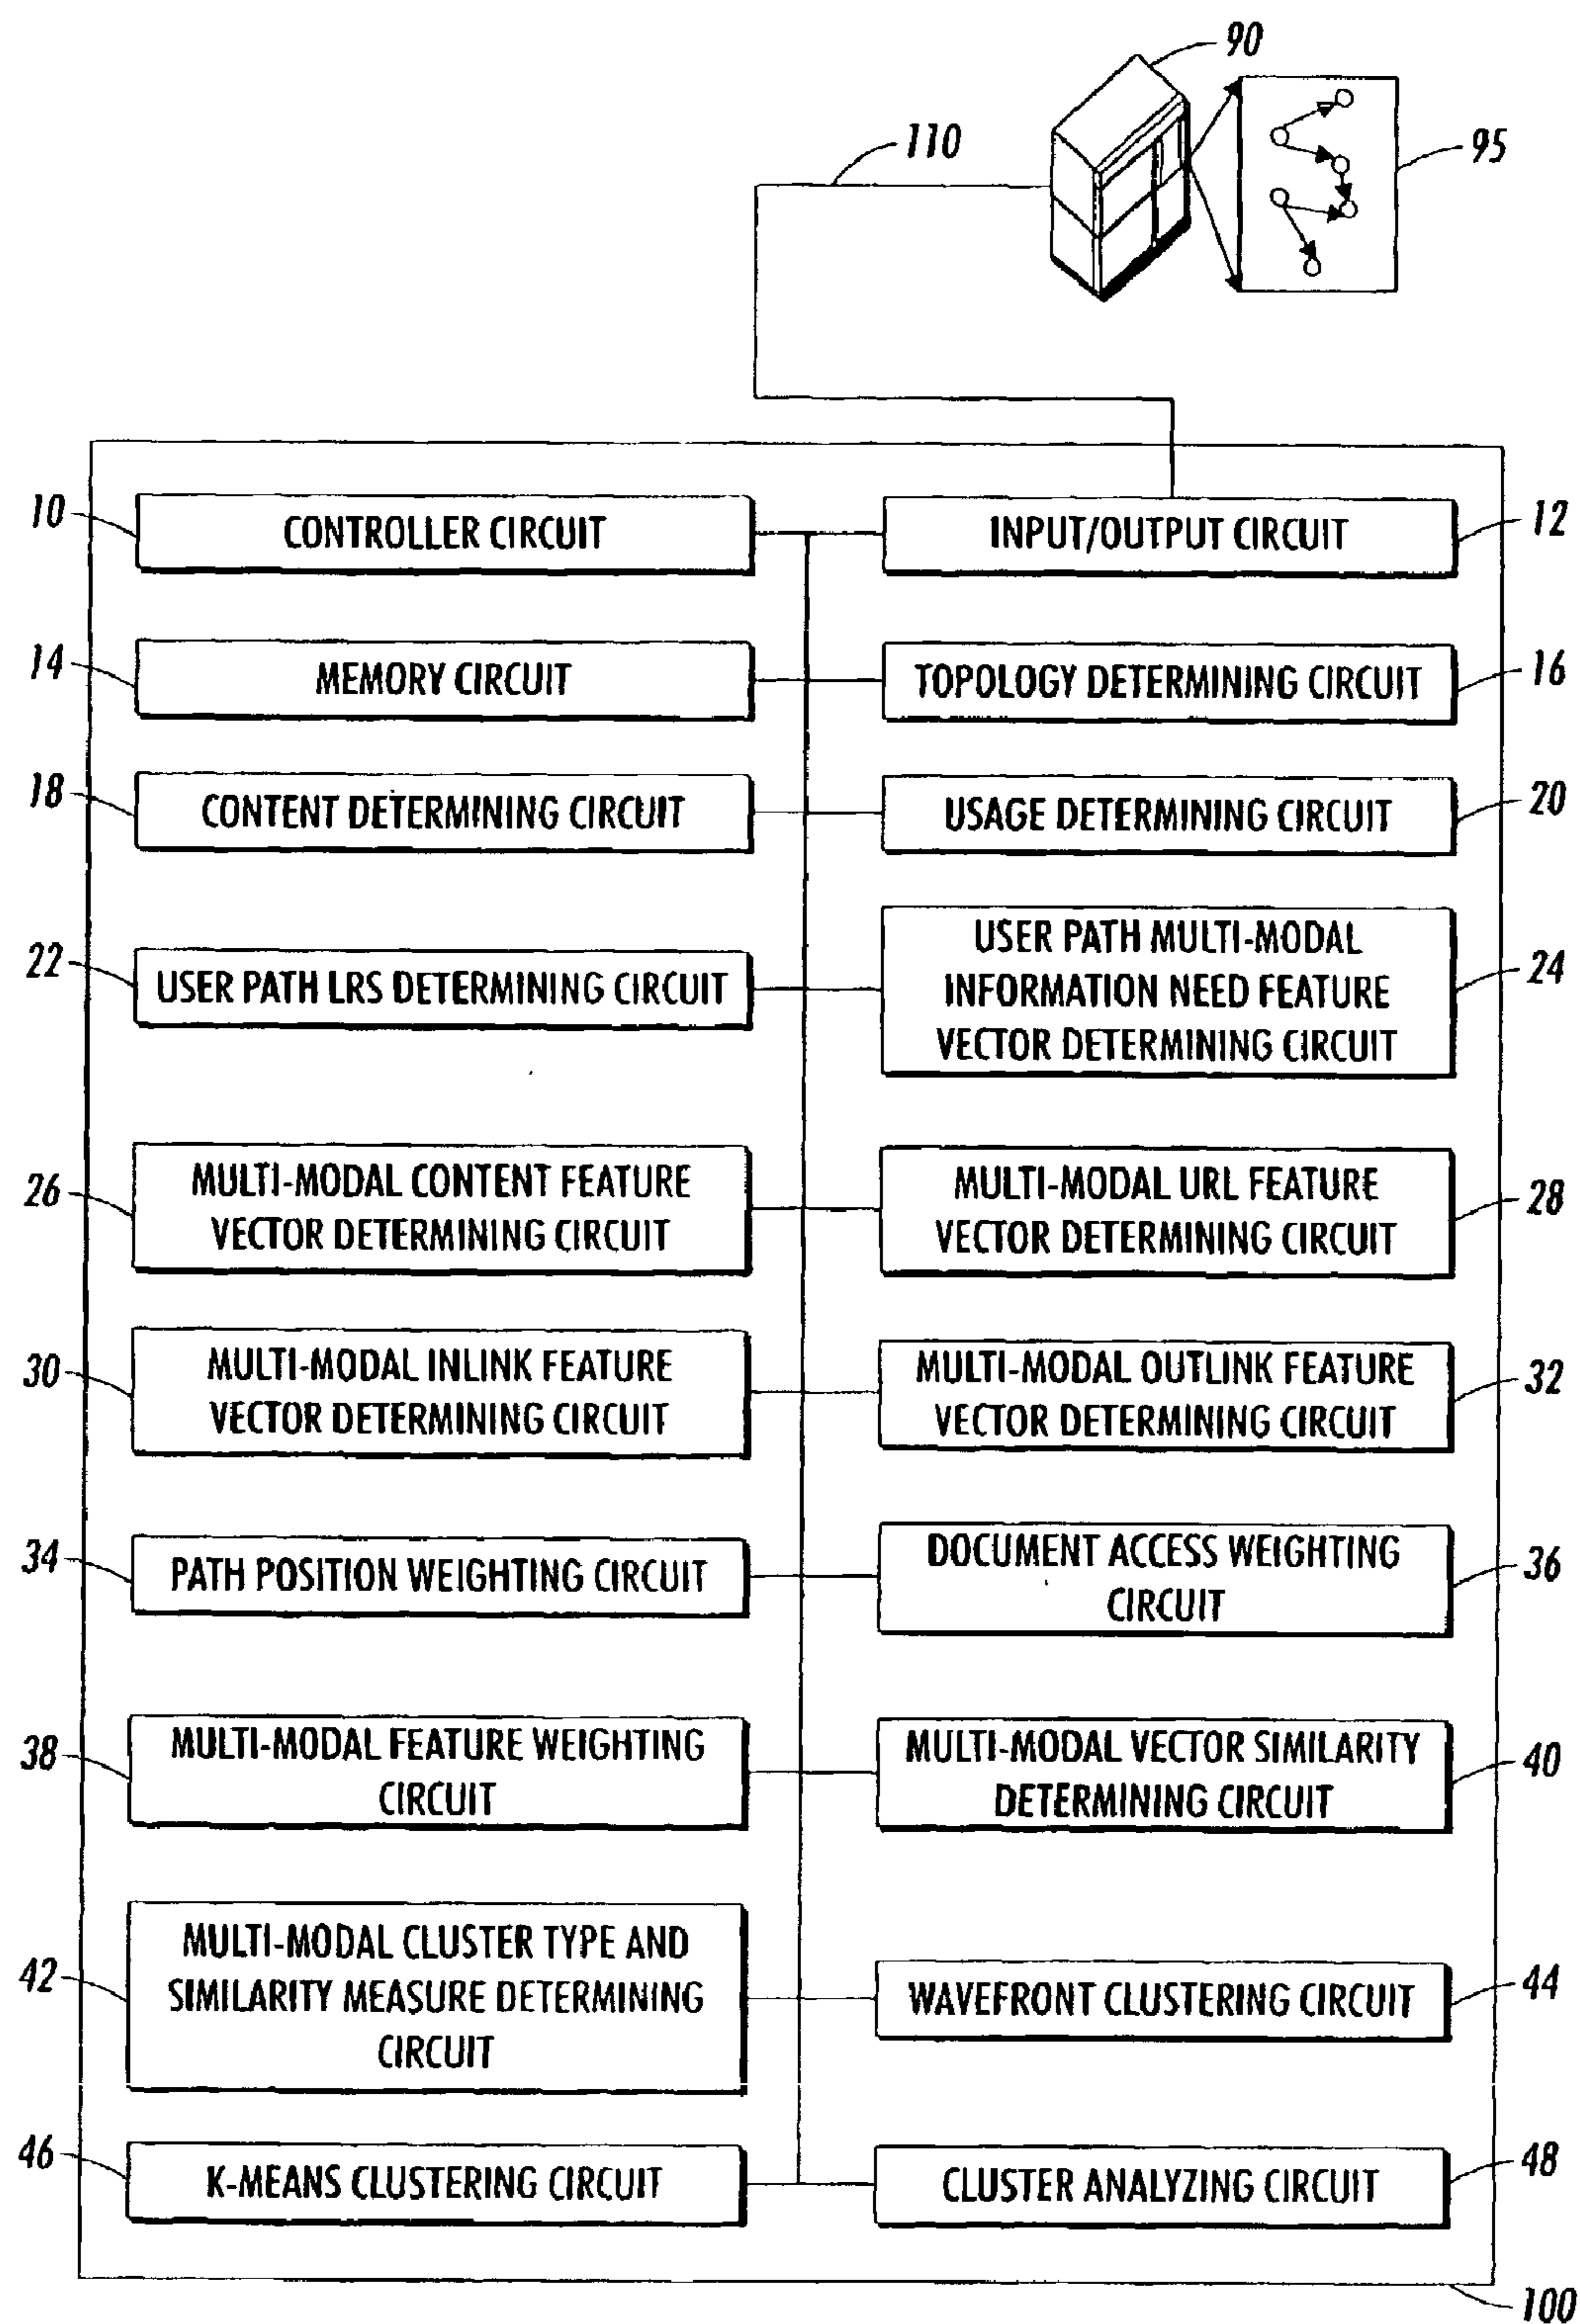 90
110
95
10
CONTROLLER CIRCUIT
INPUT/OUTPUT CIRCUIT
12
14
MEMORY CIRCUIT
TOPOLOGY DETERMINING CIRCUIT
16
18
CONTENT DETERMINING CIRCUIT
USAGE DETERMINING CIRCUIT
20
22
USER PATH LRS DETERMINING CIRCUIT
USER PATH MULTI-MODAL
INFORMATION NEED FEATURE
VECTOR DETERMINING CIRCUIT
24
26
MULTI-MODAL CONTENT FEATURE
VECTOR DETERMINING CIRCUIT
MULTI-MODAL URL FEATURE
VECTOR DETERMINING CIRCUIT
28
30
MULTI-MODAL INLINK FEATURE
VECTOR DETERMINING CIRCUIT
MULTI-MODAL OUTLINK FEATURE
VECTOR DETERMINING CIRCUIT
32
34
PATH POSITION WEIGHTING CIRCUIT
DOCUMENT ACCESS WEIGHTING
CIRCUIT
36
38
MULTI-MODAL FEATURE WEIGHTING
CIRCUIT
MULTI-MODAL VECTOR SIMILARITY
DETERMINING CIRCUIT
40
42
MULTI-MODAL CLUSTER TYPE AND
SIMILARITY MEASURE DETERMINING
CIRCUIT
WAVEFRONT CLUSTERING CIRCUIT
44
46
K-MEANS CLUSTERING CIRCUIT
CLUSTER ANALYZING CIRCUIT
48
100